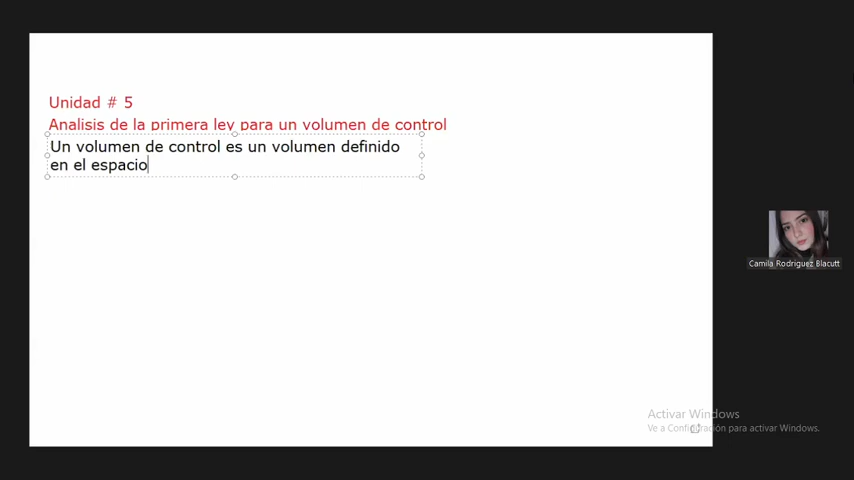 Unidad # 5
Analisis de la primera ley para un volumen de control
Un volumen de control es un volumen definido
en el espacio
Camila Rodriguez Blacutt
Activar Windows
Ve a Configuración para activar Windows.